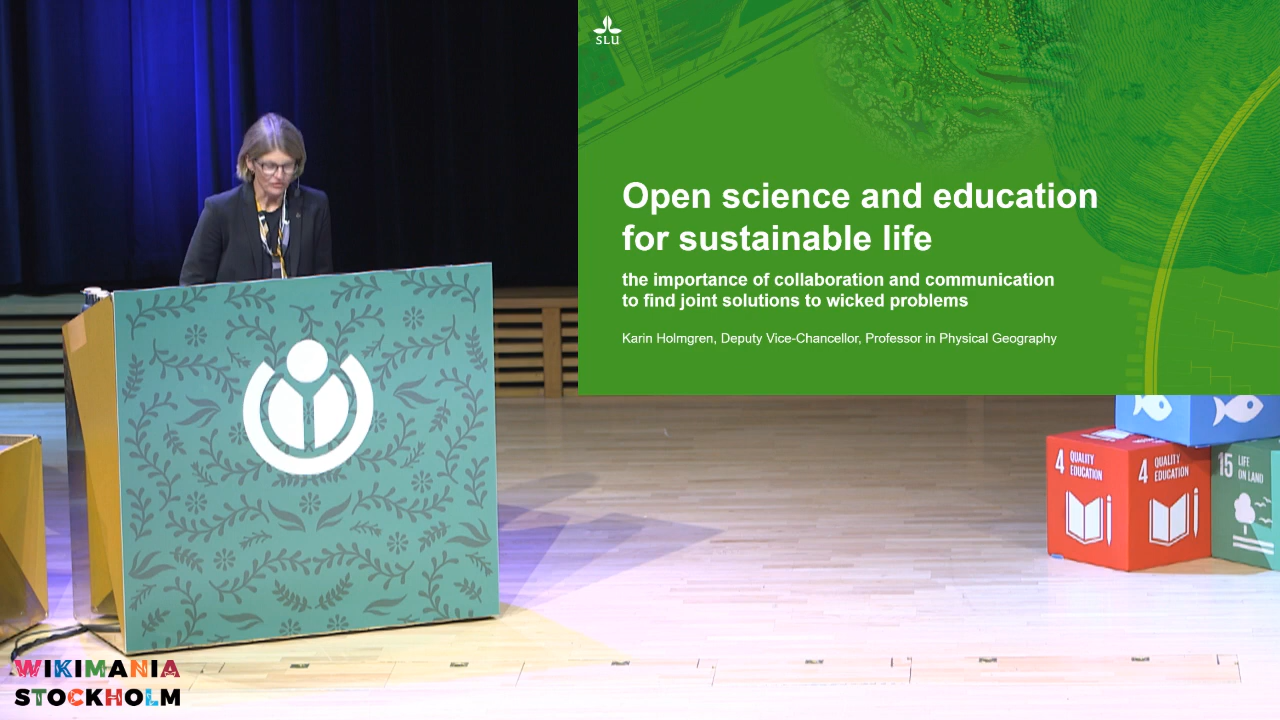 SLU
Open science and education
for sustainable life
the importance of collaboration and communication
to find joint solutions to wicked problems
Karin Holmgren, Deputy Vice-Chancellor, Professor in Physical Geography
4 QUALITY
EDUCATION
4 QUALITY
EDUCATION
15 LIFE
ON LAND
WIKIMANIA
STOCKHOLM